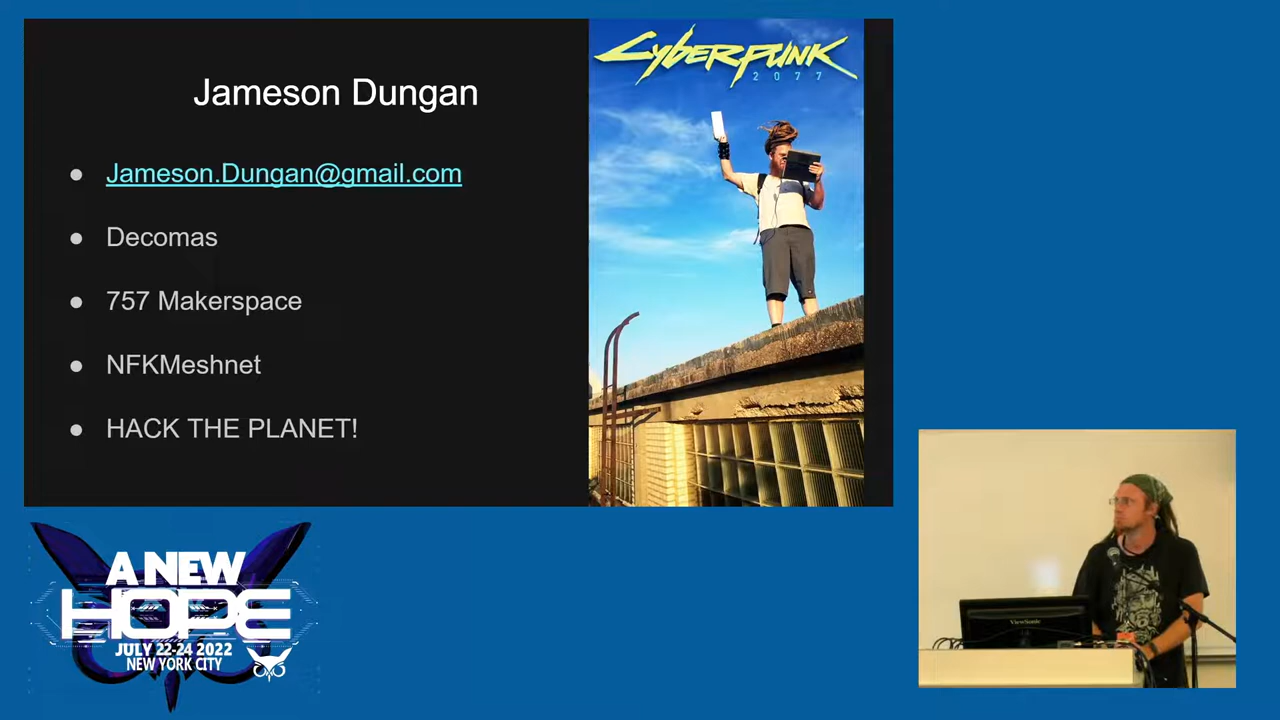 Jameson Dungan
Jameson.Dungan@gmail.com
Decomas
757 Makerspace
NFKMeshnet
HACK THE PLANET!
CYBERPUNK
2077
A NEW
HOPE
JULY 22-24 2022
NEW YORK CITY
ViewSonic